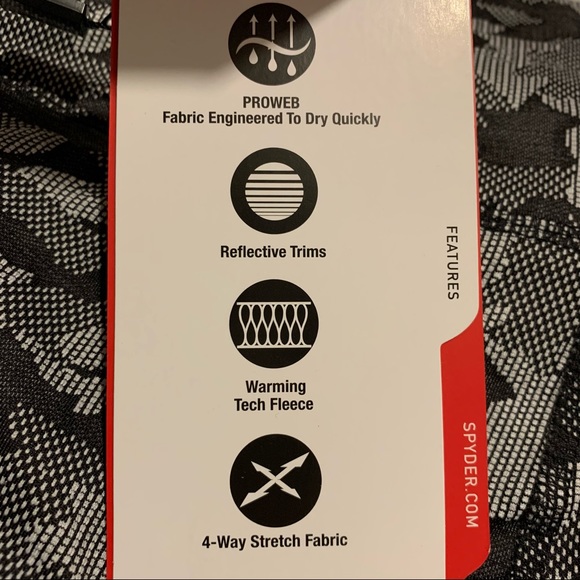 PROWEB
Fabric Engineered To Dry Quickly
Reflective Trims
Warming
Tech Fleece
4-Way Stretch Fabric
FEATURES
SPYDER.COM